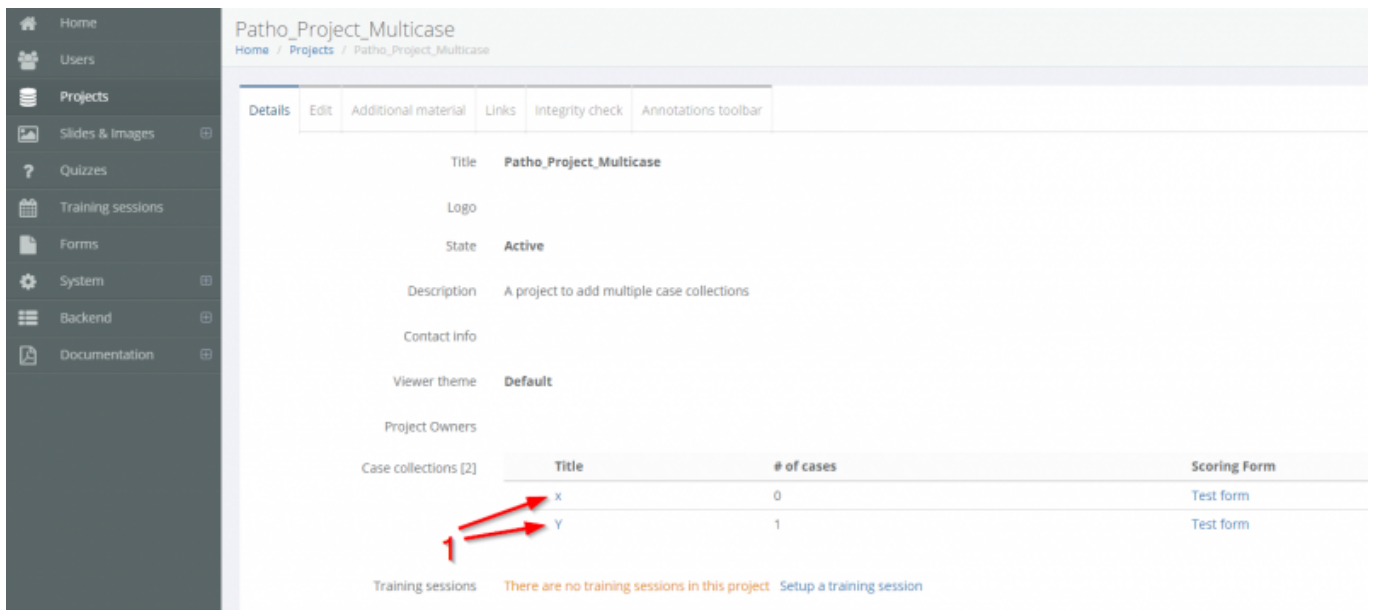 Home
Users
Projects
Slides & Images
? Quizzes
Training sessions
Forms
System
Backend
Documentation
Patho_Project_Multicase
Home / Projects / Patho_Project_Multicase
Details Edit Additional material Links Integrity check Annotations toolbar
Title Patho_Project_Multicase
Logo
State Active
Description A project to add multiple case collections
Contact info
Viewer theme Default
Project Owners
Case collections [2] Title # of cases Scoring Form
x 0 Test form
Y 1 Test form
1
Training sessions There are no training sessions in this project Setup a training session